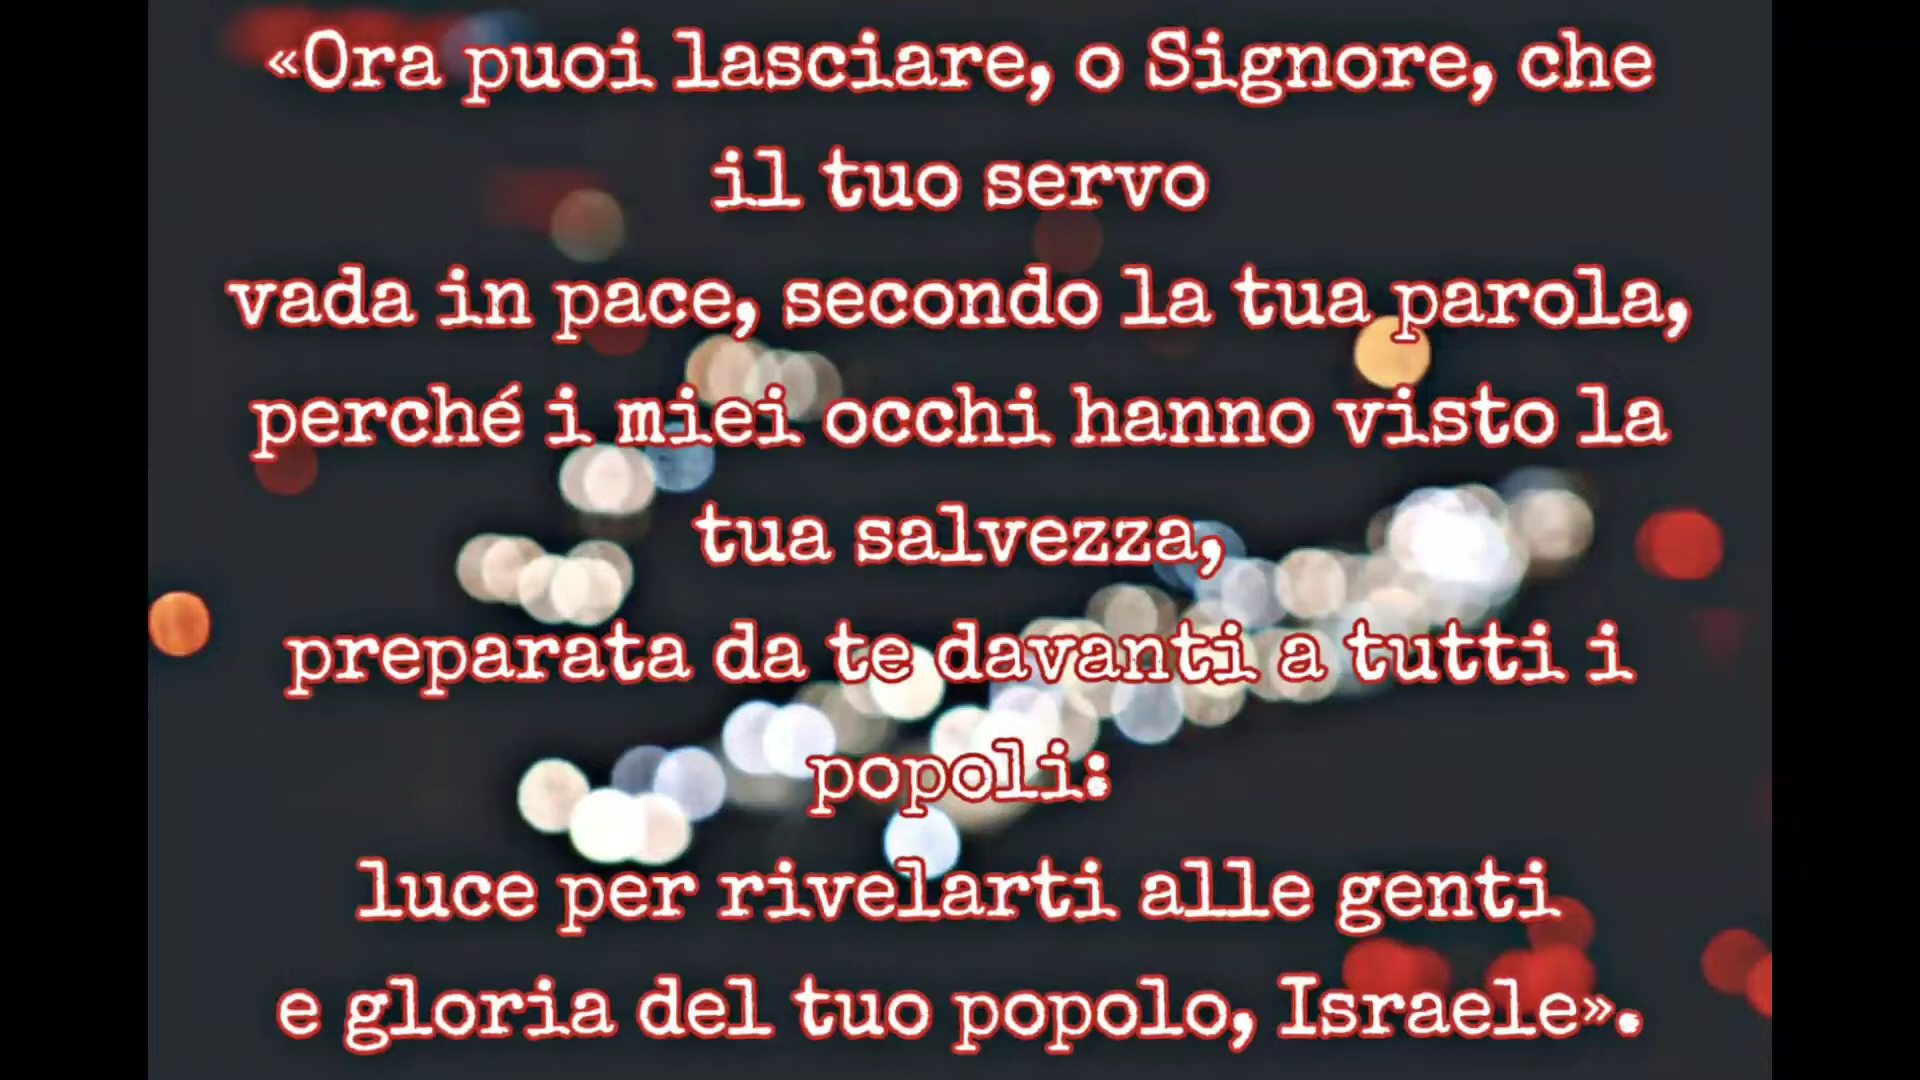 «Ora puoi lasciare, o Signore, che
il tuo servo
vada in pace, secondo la tua parola,
perché i miei occhi hanno visto la
tua salvezza,
preparata da te davanti a tutti i
popoli:
luce per rivelarti alle genti
e gloria del tuo popolo, Israele».